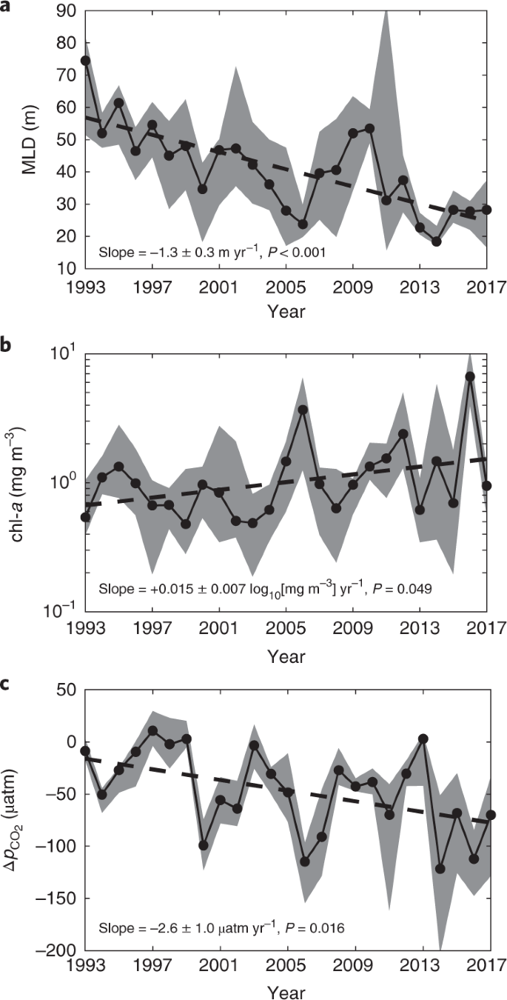 a
90
80
70
60
50
40
30
20
10
MLD (m)
Slope = –1.3 ± 0.3 m yr⁻¹, P < 0.001
1993 1997 2001 2005 2009 2013 2017
Year
b
10¹
10⁰
10⁻¹
chl-a (mg m⁻³)
Slope = +0.015 ± 0.007 log₁₀[mg m⁻³] yr⁻¹, P = 0.049
1993 1997 2001 2005 2009 2013 2017
Year
c
50
0
–50
–100
–150
–200
ΔpCO₂ (µatm)
Slope = –2.6 ± 1.0 µatm yr⁻¹, P = 0.016
1993 1997 2001 2005 2009 2013 2017
Year